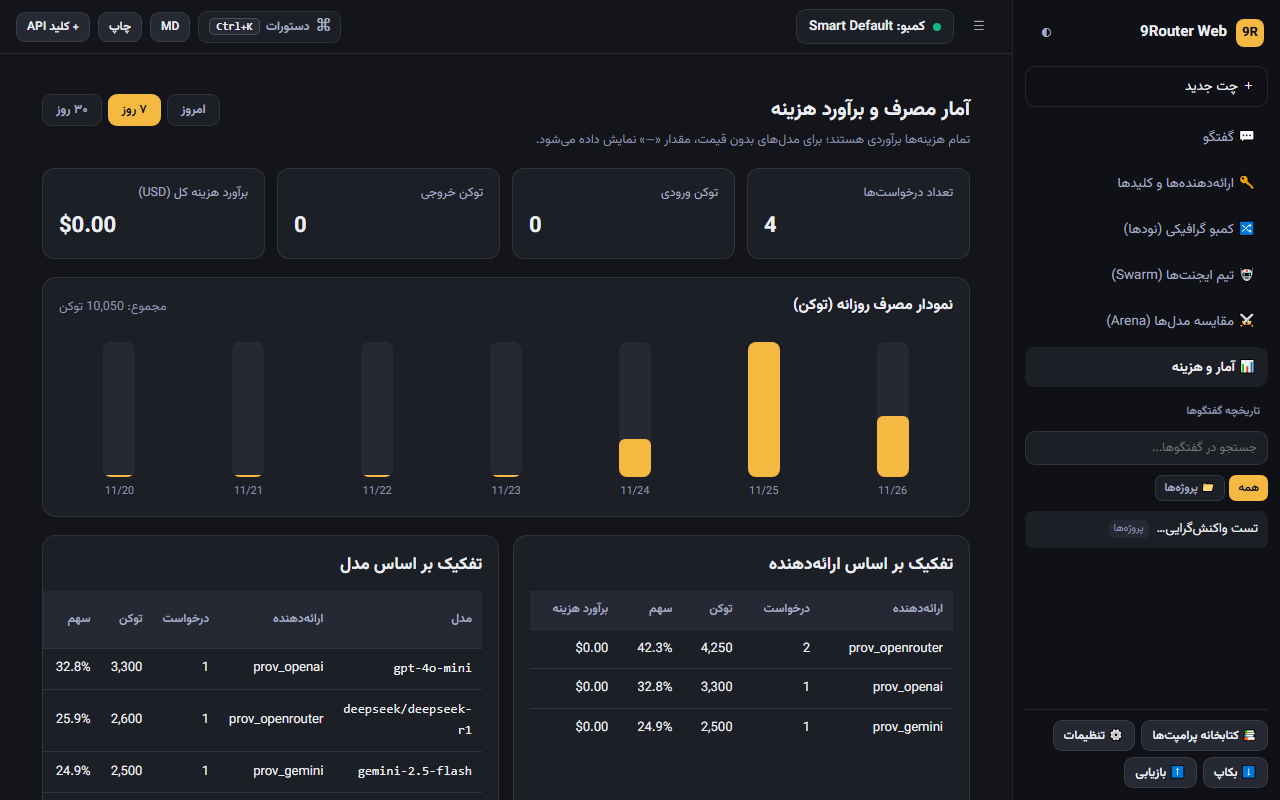 9R 9Router Web
+ چت جدید
گفتگو
ارائه‌دهنده‌ها و کلیدها
کمبو گرافیکی (نودها)
تیم ایجنت‌ها (Swarm)
مقایسه مدل‌ها (Arena)
آمار و هزینه
تاریخچه گفتگوها
جستجو در گفتگوها...
همه پروژه‌ها
تست واکنش‌گرایی... پروژه‌ها
کتابخانه پرامپت‌ها تنظیمات
بکاپ بازیابی
کمبو: Smart Default
⌘ دستورات Ctrl+K
MD
چاپ
+ کلید API
آمار مصرف و برآورد هزینه
امروز ۷ روز ۳۰ روز
تمام هزینه‌ها برآوردی هستند؛ برای مدل‌های بدون قیمت، مقدار «—» نمایش داده می‌شود.
تعداد درخواست‌ها
4
توکن ورودی
0
توکن خروجی
0
برآورد هزینه کل (USD)
$0.00
نمودار مصرف روزانه (توکن)
مجموع: 10,050 توکن
11/20 11/21 11/22 11/23 11/24 11/25 11/26
تفکیک بر اساس ارائه‌دهنده
ارائه‌دهنده درخواست توکن سهم برآورد هزینه
prov_openrouter 2 4,250 42.3% $0.00
prov_openai 1 3,300 32.8% $0.00
prov_gemini 1 2,500 24.9% $0.00
تفکیک بر اساس مدل
مدل ارائه‌دهنده درخواست توکن سهم
gpt-4o-mini prov_openai 1 3,300 32.8%
deepseek/deepseek-
r1 prov_openrouter 1 2,600 25.9%
gemini-2.5-flash prov_gemini 1 2,500 24.9%